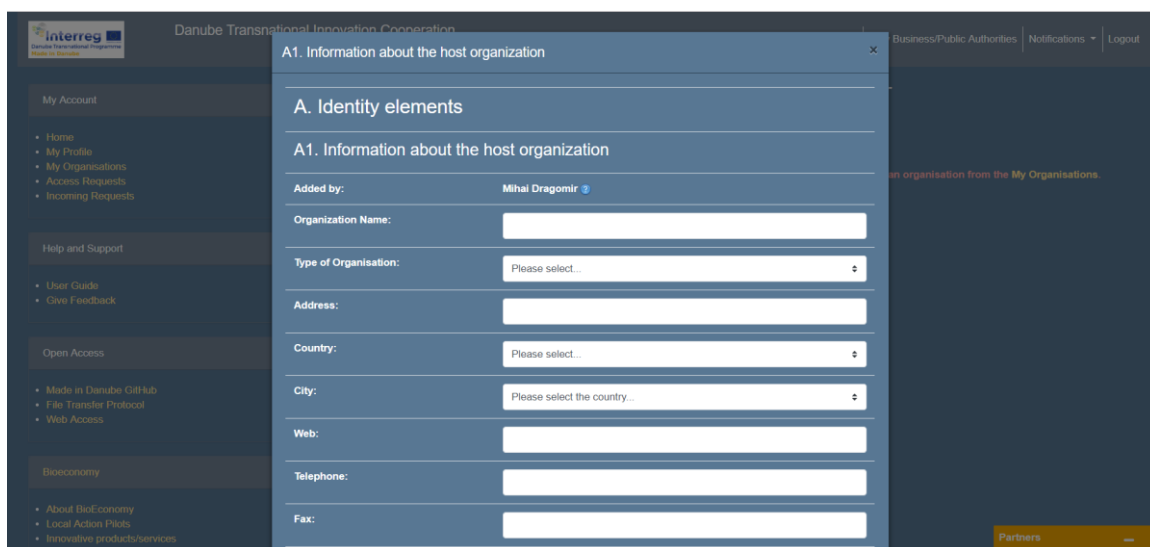 Interreg
Danube Transnational Programme
Made in Danube
Danube Transnational Innovation Cooperation
Business/Public Authorities
Notifications
Logout
My Account
Home
My Profile
My Organisations
Access Requests
Incoming Requests
Help and Support
User Guide
Give Feedback
Open Access
Made in Danube GitHub
File Transfer Protocol
Web Access
Bioeconomy
About BioEconomy
Local Action Pilots
Innovative products/services
A1. Information about the host organization
×
A. Identity elements
A1. Information about the host organization
Added by: Mihai Dragomir ?
Organization Name:
Type of Organisation: Please select...
Address:
Country: Please select...
City: Please select the country...
Web:
Telephone:
Fax:
an organisation from the My Organisations.
Partners